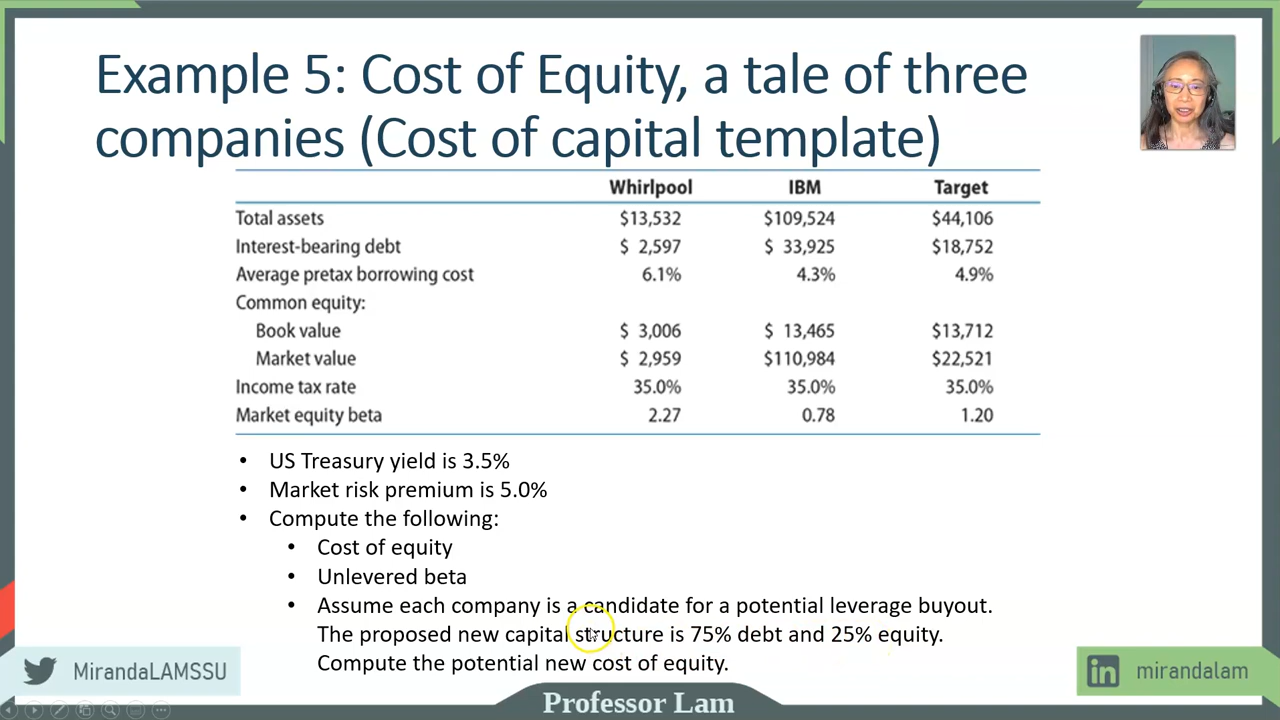 Example 5: Cost of Equity, a tale of three
companies (Cost of capital template)
Whirlpool IBM Target
Total assets $13,532 $109,524 $44,106
Interest-bearing debt $ 2,597 $ 33,925 $18,752
Average pretax borrowing cost 6.1% 4.3% 4.9%
Common equity:
Book value $ 3,006 $ 13,465 $13,712
Market value $ 2,959 $110,984 $22,521
Income tax rate 35.0% 35.0% 35.0%
Market equity beta 2.27 0.78 1.20
• US Treasury yield is 3.5%
• Market risk premium is 5.0%
• Compute the following:
• Cost of equity
• Unlevered beta
• Assume each company is a candidate for a potential leverage buyout.
The proposed new capital structure is 75% debt and 25% equity.
Compute the potential new cost of equity.
MirandaLAMSSU
in mirandalam
Professor Lam